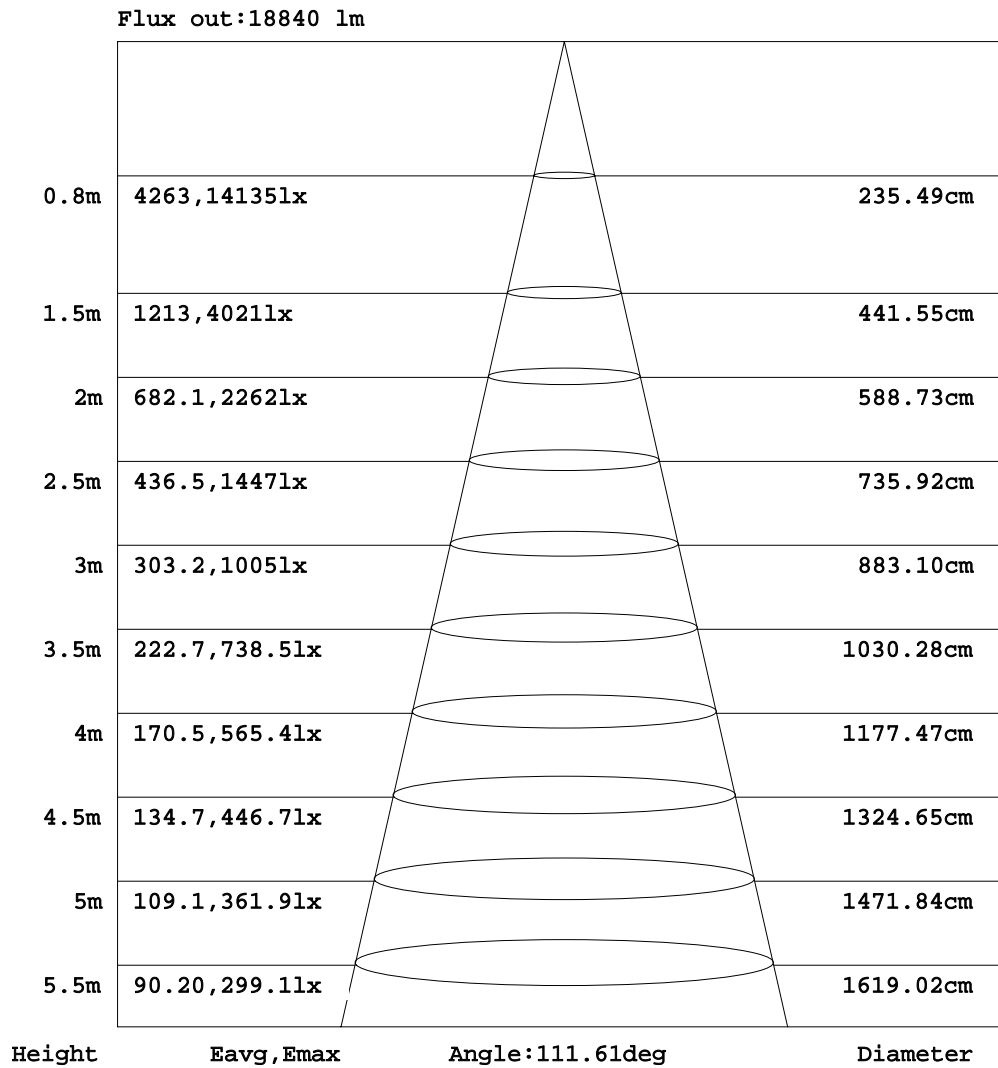 Flux out:18840 lm
0.8m 4263,14135lx 235.49cm
1.5m 1213,4021lx 441.55cm
2m 682.1,2262lx 588.73cm
2.5m 436.5,1447lx 735.92cm
3m 303.2,1005lx 883.10cm
3.5m 222.7,738.5lx 1030.28cm
4m 170.5,565.4lx 1177.47cm
4.5m 134.7,446.7lx 1324.65cm
5m 109.1,361.9lx 1471.84cm
5.5m 90.20,299.1lx 1619.02cm
Height Eavg,Emax Angle:111.61deg Diameter